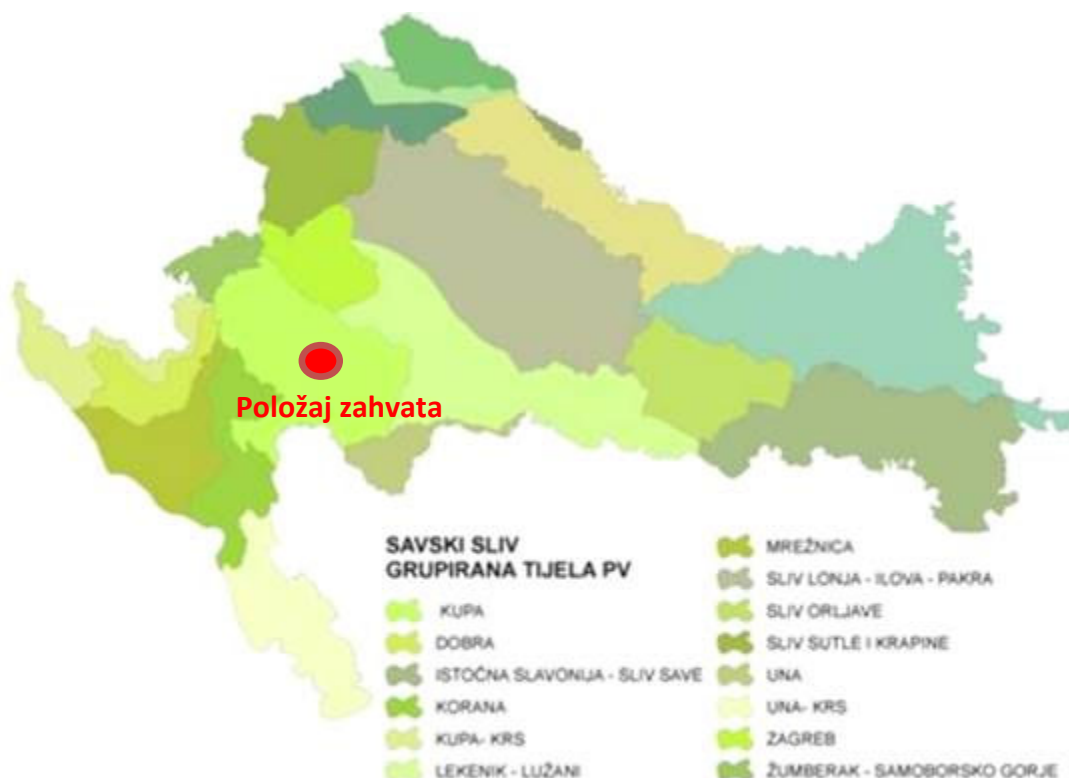 Položaj zahvata
SAVSKI SLIV
GRUPIRANA TIJELA PV
KUPA
DOBRA
ISTOČNA SLAVONIJA - SLIV SAVE
KORANA
KUPA- KRS
LEKENIK - LUŽANI
MREŽNICA
SLIV LONJA - ILOVA - PAKRA
SLIV ORLJAVE
SLIV SUTLE I KRAPINE
UNA
UNA- KRS
ZAGREB
ŽUMBERAK - SAMOBORSKO GORJE